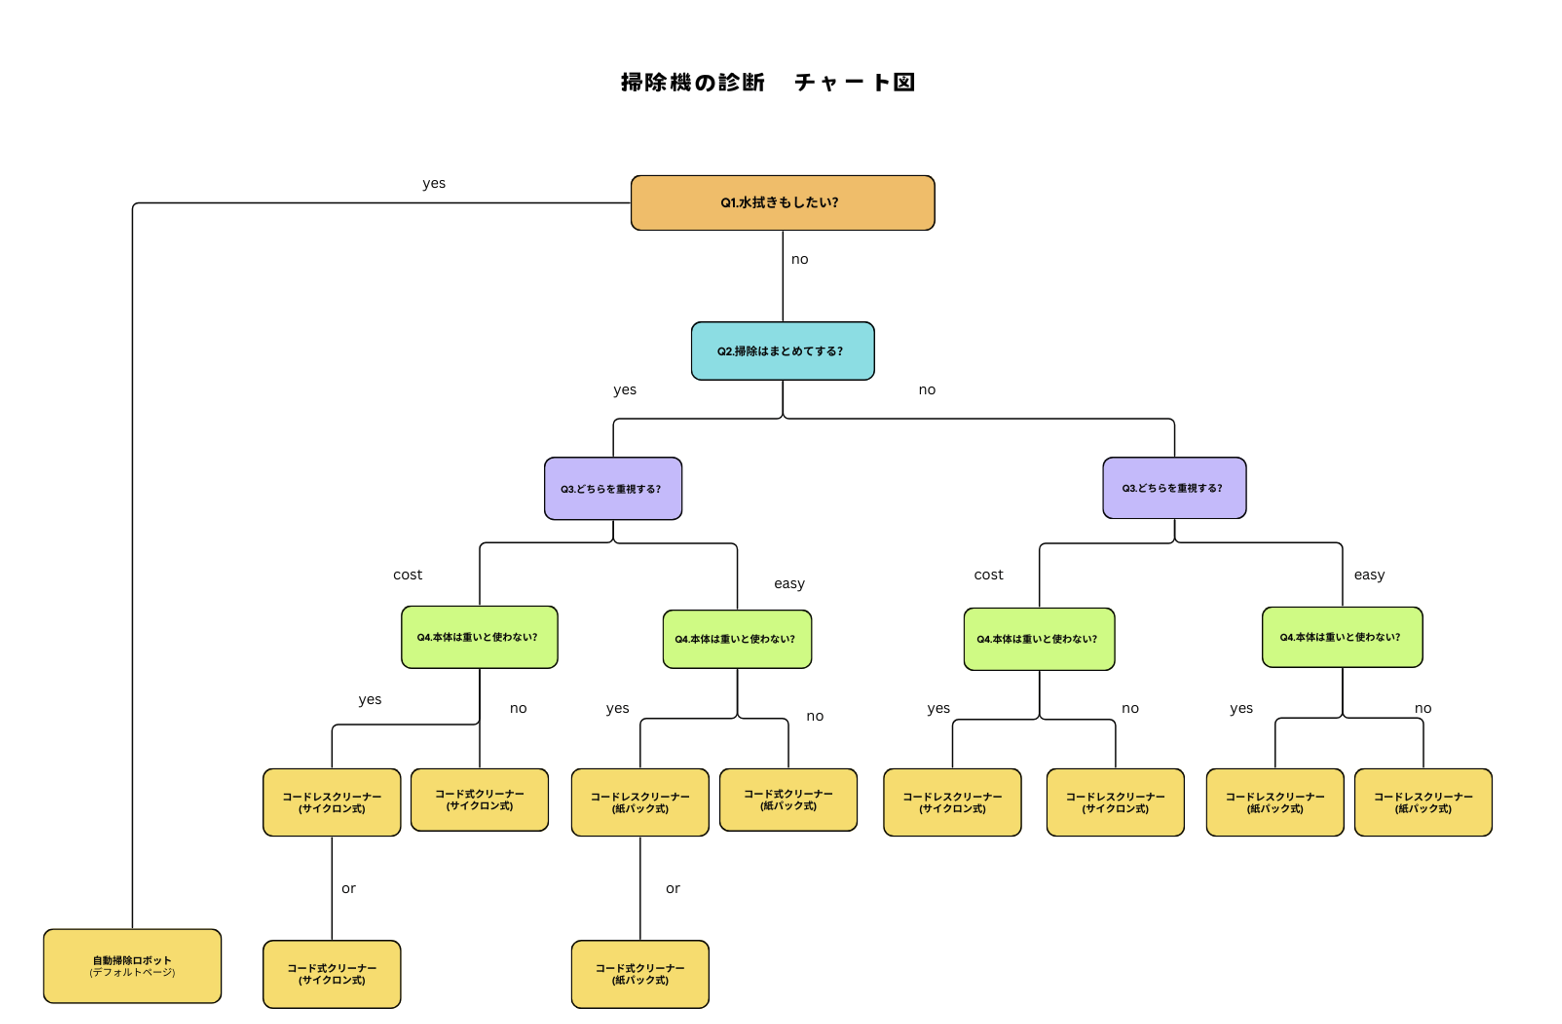 掃除機の診断　チャート図
yes
Q1.水拭きもしたい？
no
Q2.掃除はまとめてする？
yes
no
Q3.どちらを重視する？
Q3.どちらを重視する？
cost
easy
cost
easy
Q4.本体は重いと使わない？
Q4.本体は重いと使わない？
Q4.本体は重いと使わない？
Q4.本体は重いと使わない？
yes
no
yes
no
yes
no
yes
no
コードレスクリーナー
(サイクロン式)
コード式クリーナー
(サイクロン式)
コードレスクリーナー
(紙パック式)
コード式クリーナー
(紙パック式)
コードレスクリーナー
(サイクロン式)
コードレスクリーナー
(サイクロン式)
コードレスクリーナー
(紙パック式)
コードレスクリーナー
(紙パック式)
or
or
自動掃除ロボット
(デフォルトページ)
コード式クリーナー
(サイクロン式)
コード式クリーナー
(紙パック式)